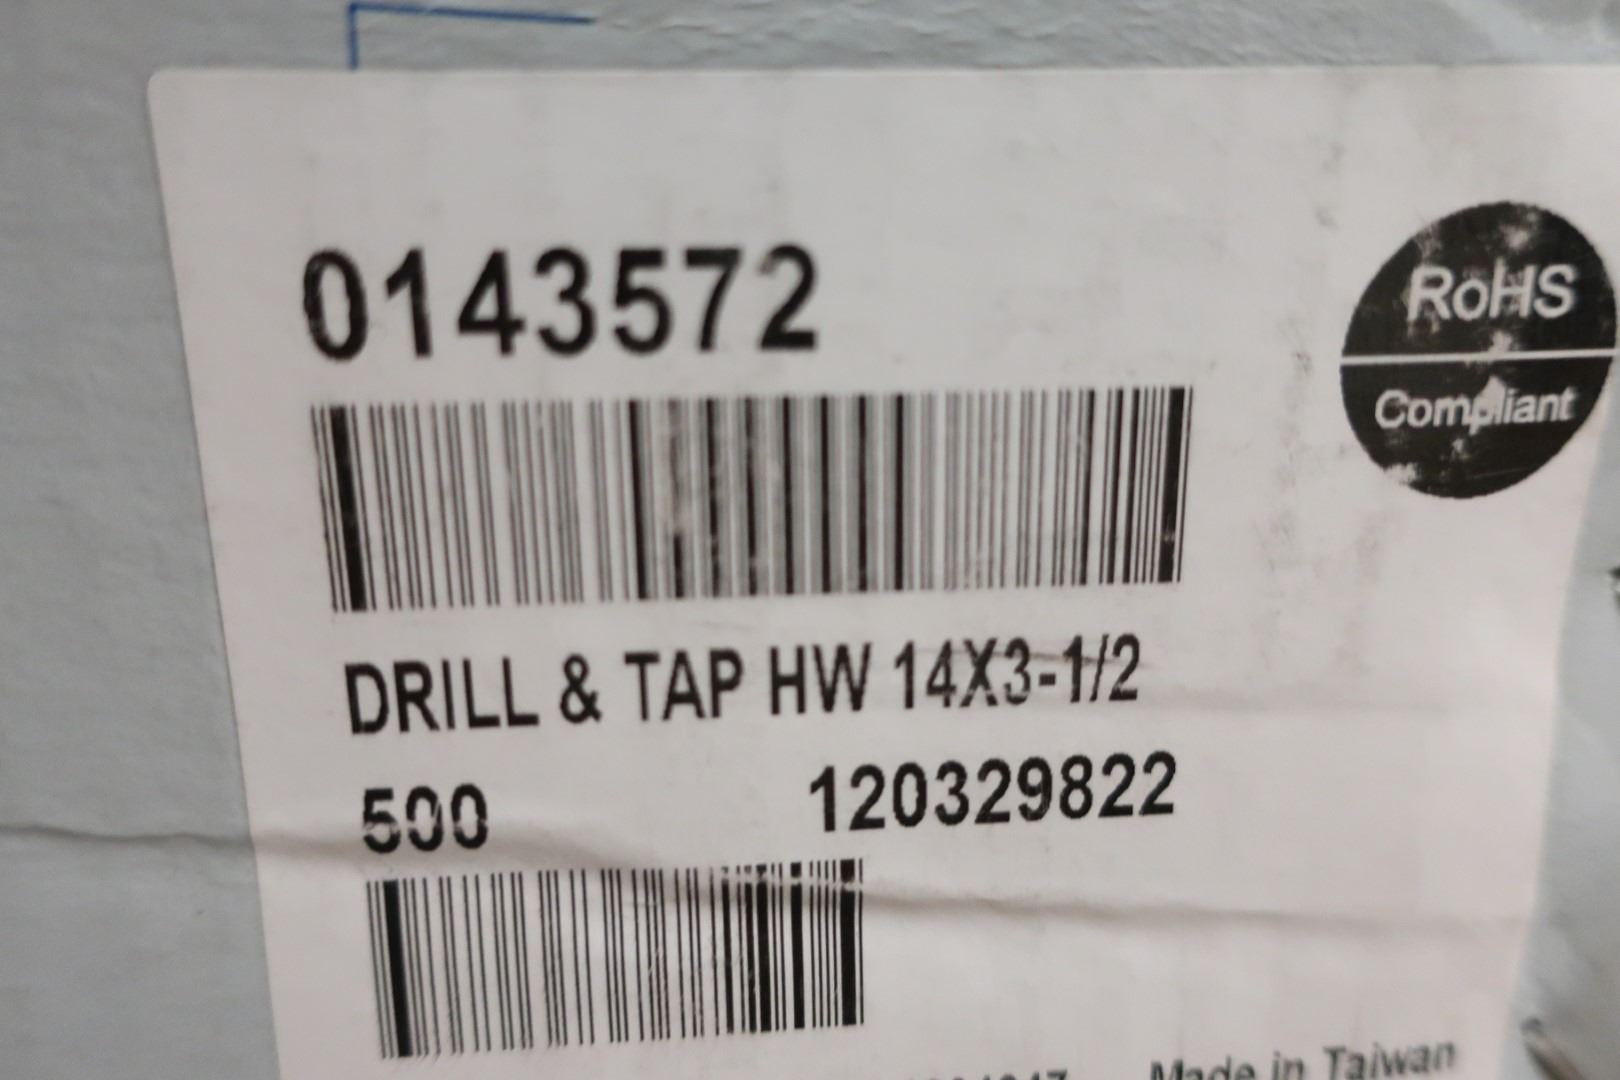 0143572
RoHS
Compliant
DRILL & TAP HW 14X3-1/2
500 120329822
Made in Taiwan